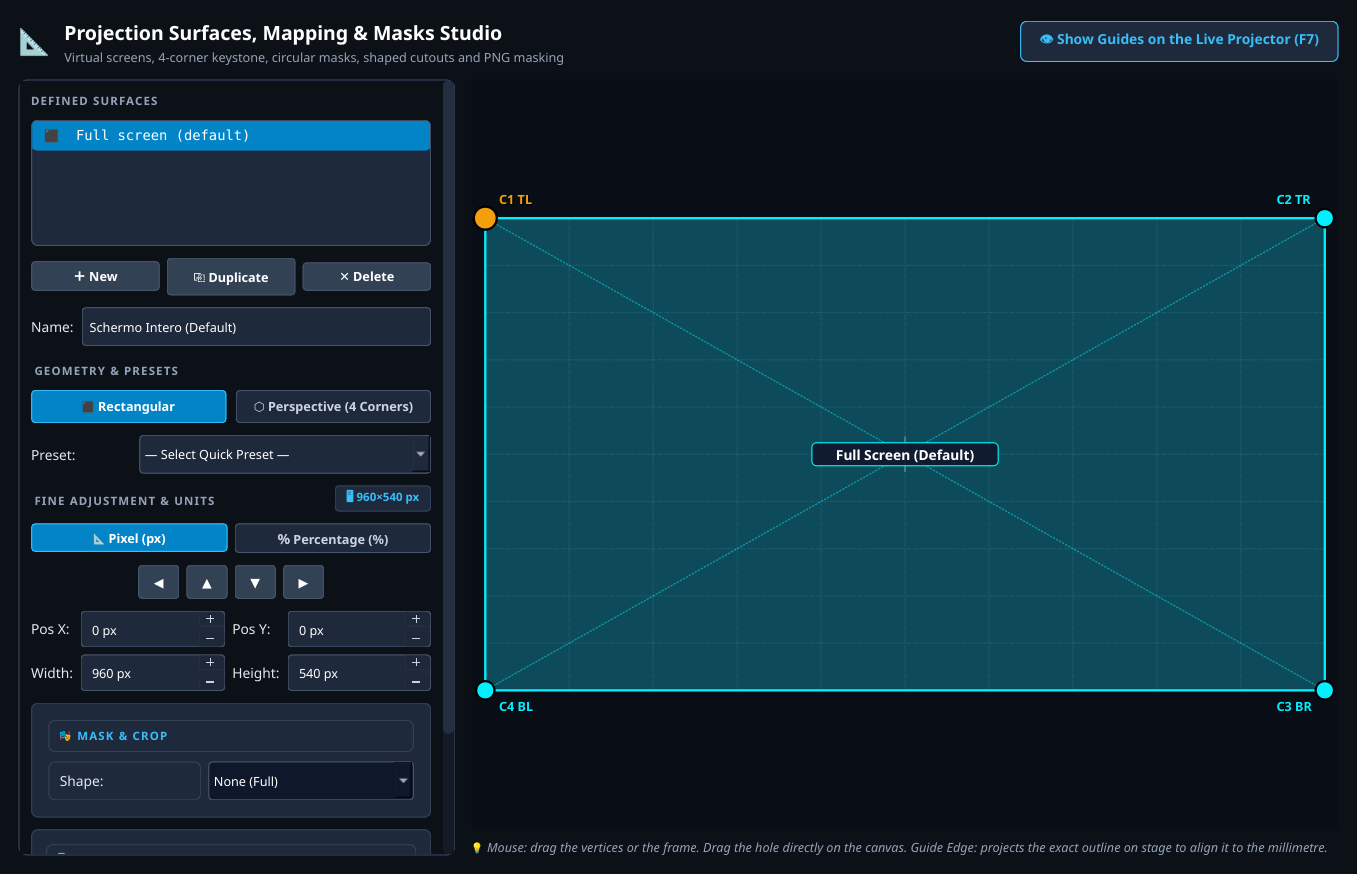 Projection Surfaces, Mapping & Masks Studio
Virtual screens, 4-corner keystone, circular masks, shaped cutouts and PNG masking
Show Guides on the Live Projector (F7)
DEFINED SURFACES
Full screen (default)
+ New
Duplicate
× Delete
Name: Schermo Intero (Default)
GEOMETRY & PRESETS
Rectangular
Perspective (4 Corners)
Preset: — Select Quick Preset —
FINE ADJUSTMENT & UNITS
960×540 px
Pixel (px)
% Percentage (%)
◀ ▲ ▼ ▶
Pos X: 0 px + −
Pos Y: 0 px + −
Width: 960 px + −
Height: 540 px + −
MASK & CROP
Shape: None (Full)
C1 TL
C2 TR
Full Screen (Default)
C4 BL
C3 BR
Mouse: drag the vertices or the frame. Drag the hole directly on the canvas. Guide Edge: projects the exact outline on stage to align it to the millimetre.